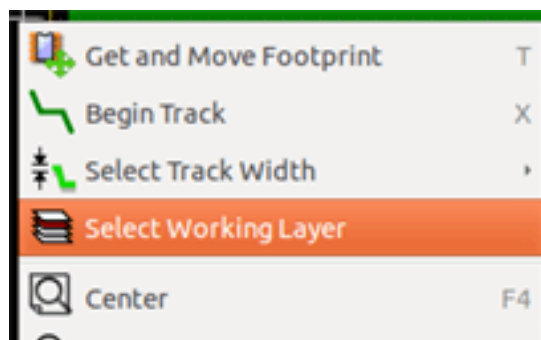 Get and Move Footprint T
Begin Track X
Select Track Width
Select Working Layer
Center F4